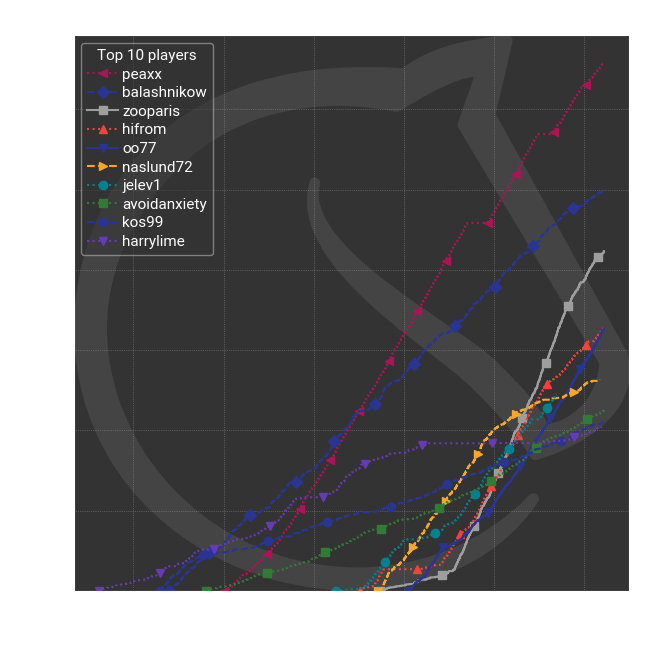 Top 10 players
peaxx
balashnikow
zooparis
hifrom
oo77
naslund72
jelev1
avoidanxiety
kos99
harrylime